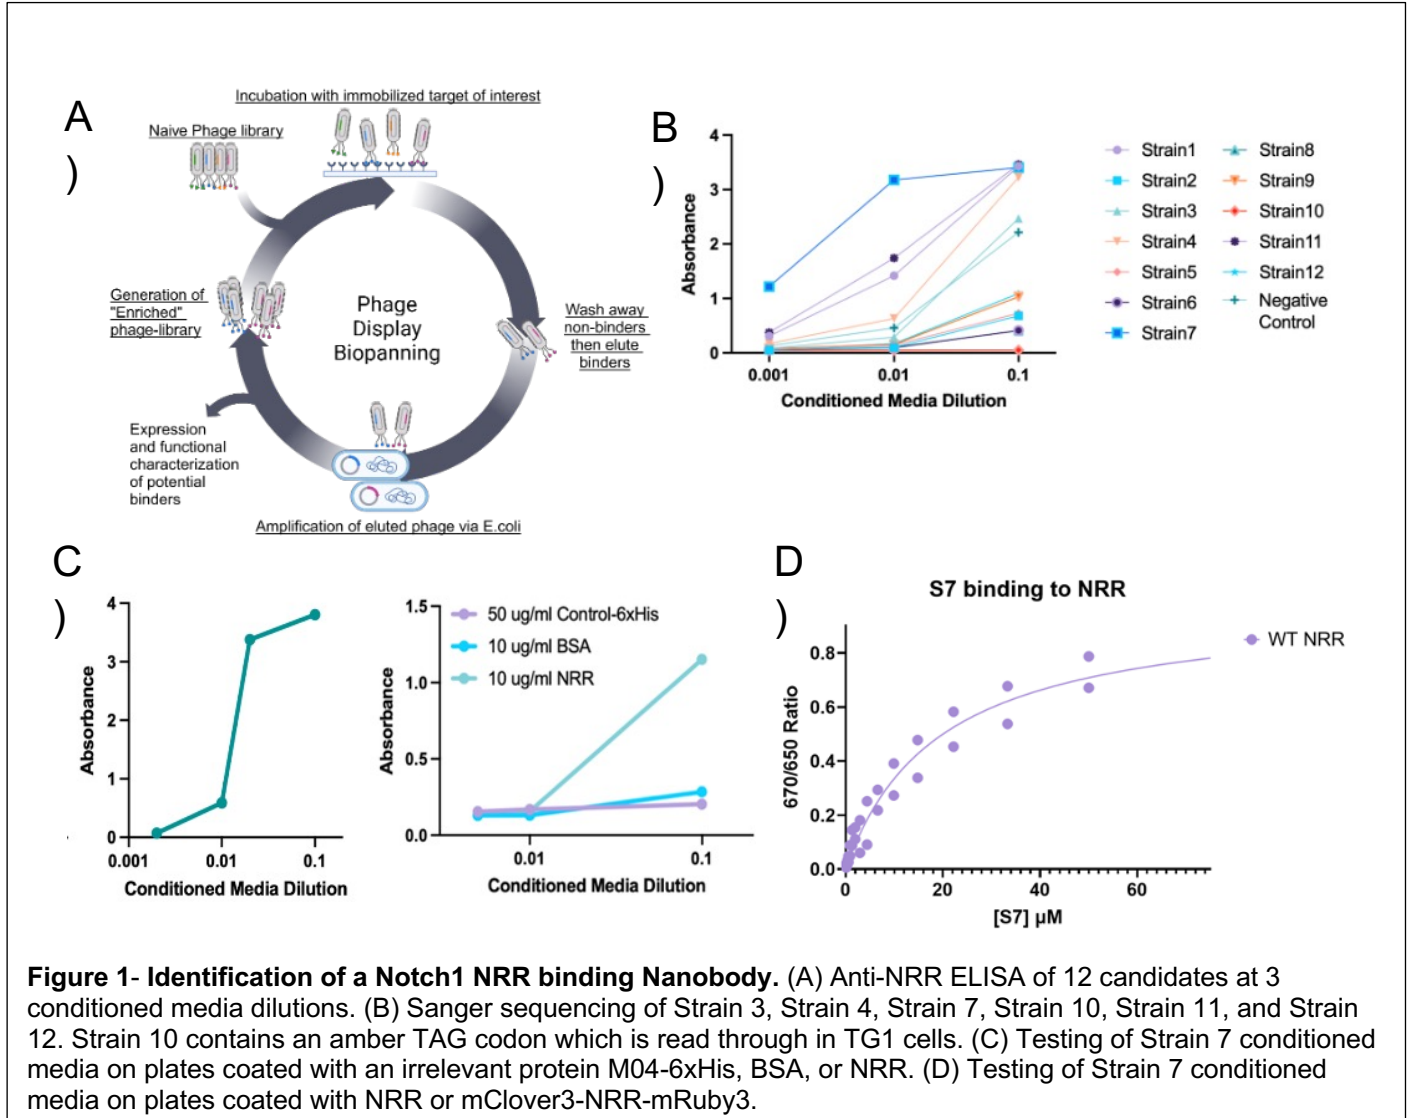 A
)
Incubation with immobilized target of interest
Naive Phage library
Generation of
"Enriched"
phage-library
Phage
Display
Biopanning
Wash away
non-binders
then elute
binders
Expression
and functional
characterization
of potential
binders
Amplification of eluted phage via E.coli
B
)
4
3
2
1
0
Absorbance
0.001 0.01 0.1
Conditioned Media Dilution
Strain1
Strain2
Strain3
Strain4
Strain5
Strain6
Strain7
Strain8
Strain9
Strain10
Strain11
Strain12
Negative
Control
C
)
4
3
2
1
0
Absorbance
0.001 0.01 0.1
Conditioned Media Dilution
1.5
1.0
0.5
0.0
Absorbance
50 ug/ml Control-6xHis
10 ug/ml BSA
10 ug/ml NRR
0.01 0.1
Conditioned Media Dilution
D
)
S7 binding to NRR
0.8
0.6
0.4
0.2
0.0
670/650 Ratio
0 20 40 60
[S7] µM
WT NRR
Figure 1- Identification of a Notch1 NRR binding Nanobody. (A) Anti-NRR ELISA of 12 candidates at 3
conditioned media dilutions. (B) Sanger sequencing of Strain 3, Strain 4, Strain 7, Strain 10, Strain 11, and Strain
12. Strain 10 contains an amber TAG codon which is read through in TG1 cells. (C) Testing of Strain 7 conditioned
media on plates coated with an irrelevant protein M04-6xHis, BSA, or NRR. (D) Testing of Strain 7 conditioned
media on plates coated with NRR or mClover3-NRR-mRuby3.